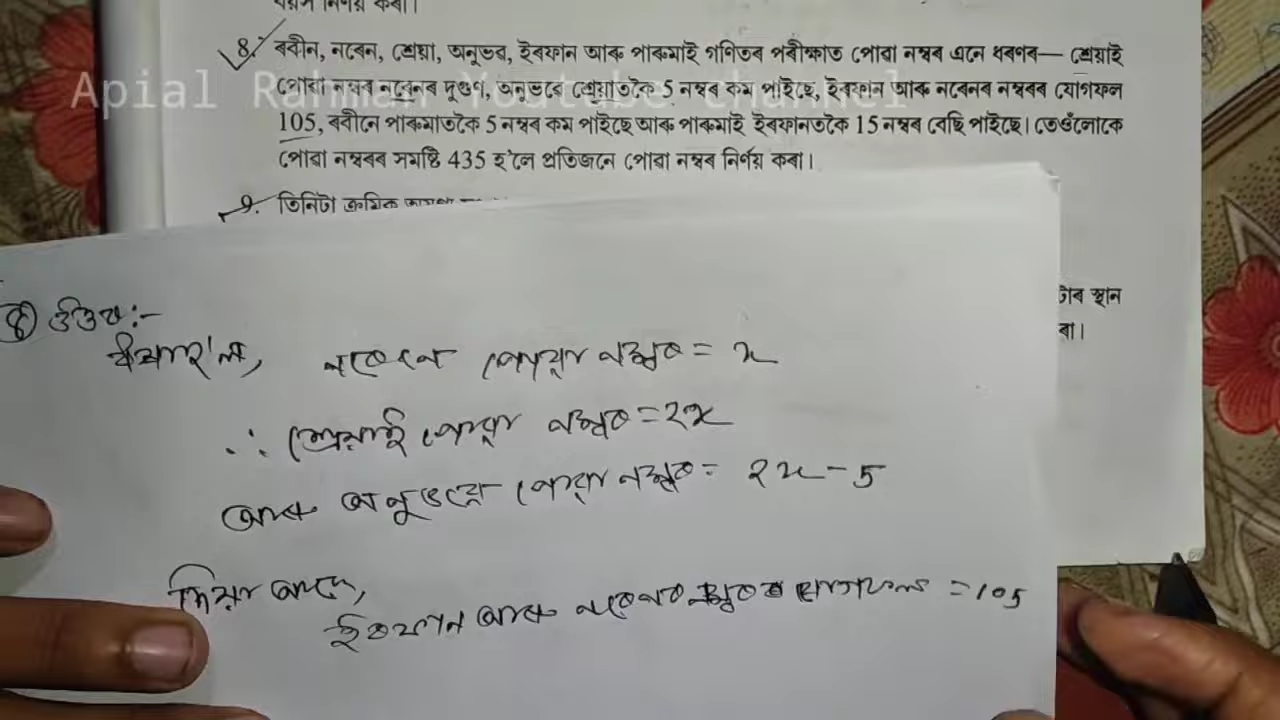 বয়স নিৰ্ণয় কৰা।
8. ৰবীন, নৰেন, শ্ৰেয়া, অনুভৱ, ইৰফান আৰু পাৰুমাই গণিতৰ পৰীক্ষাত পোৱা নম্বৰ এনে ধৰণৰ— শ্ৰেয়াই
পোৱা নম্বৰ নৰেনৰ দুগুণ, অনুভৱে শ্ৰেয়াতকৈ 5 নম্বৰ কম পাইছে, ইৰফান আৰু নৰেনৰ নম্বৰৰ যোগফল
Apial Rahman Youtube channel
105, ৰবীনে পাৰুমাতকৈ 5 নম্বৰ কম পাইছে আৰু পাৰুমাই ইৰফানতকৈ 15 নম্বৰ বেছি পাইছে। তেওঁলোকে
পোৱা নম্বৰৰ সমষ্টি 435 হ'লে প্ৰতিজনে পোৱা নম্বৰ নিৰ্ণয় কৰা।
9. তিনিটা ক্ৰমিক
টাৰ স্থান
ৰা।
8 উত্তৰ:-
ধৰাহ'ল, নৰেনে পোৱা নম্বৰ = x
∴ শ্ৰেয়াই পোৱা নম্বৰ = 2x
আৰু অনুভৱে পোৱা নম্বৰ = 2x - 5
দিয়া আছে,
ইৰফান আৰু নৰেনৰ নম্বৰৰ যোগফল = 105